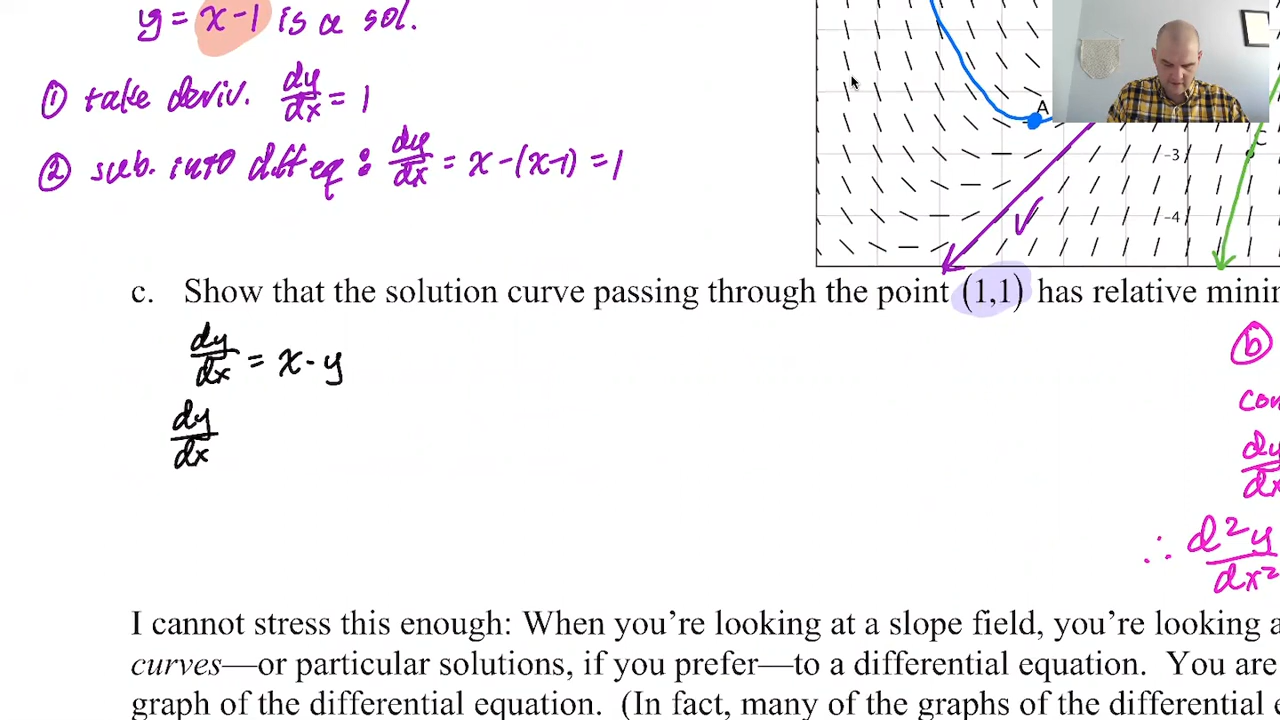 y = x-1 is a sol.
① take deriv. dy/dx = 1
② sub. into diff eq : dy/dx = x-(x-1) = 1
A
C
-3
-4
c. Show that the solution curve passing through the point (1,1) has relative
dy/dx = x-y
dy/dx
ⓑ
dy
d²y
∴
dx²
I cannot stress this enough: When you're looking at a slope field, you're looking
curves—or particular solutions, if you prefer—to a differential equation. You are
graph of the differential equation. (In fact, many of the graphs of the differential